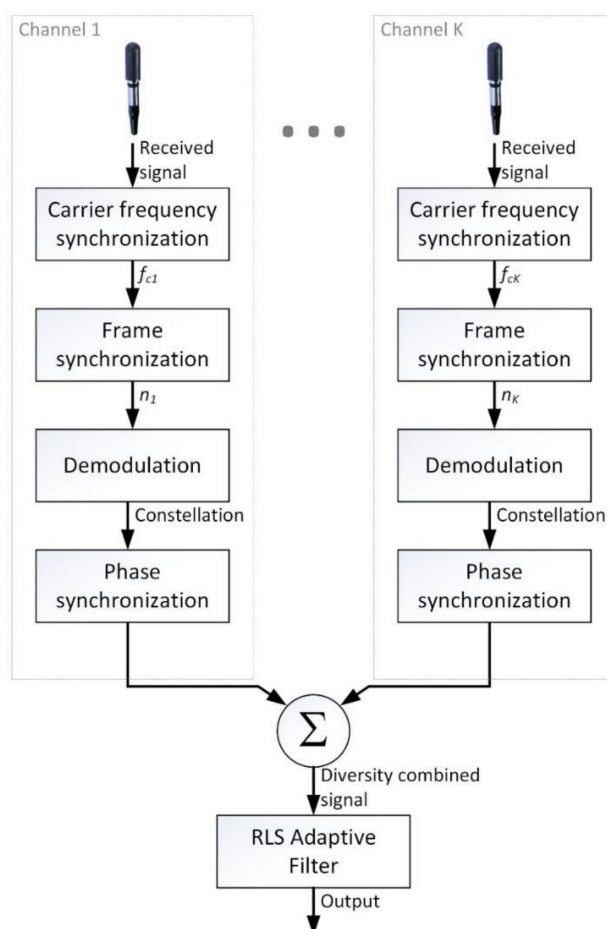 Channel 1
Received
signal
Carrier frequency
synchronization
fc1
Frame
synchronization
n1
Demodulation
Constellation
Phase
synchronization
Channel K
Received
signal
Carrier frequency
synchronization
fcK
Frame
synchronization
nK
Demodulation
Constellation
Phase
synchronization
Σ
Diversity combined
signal
RLS Adaptive
Filter
Output